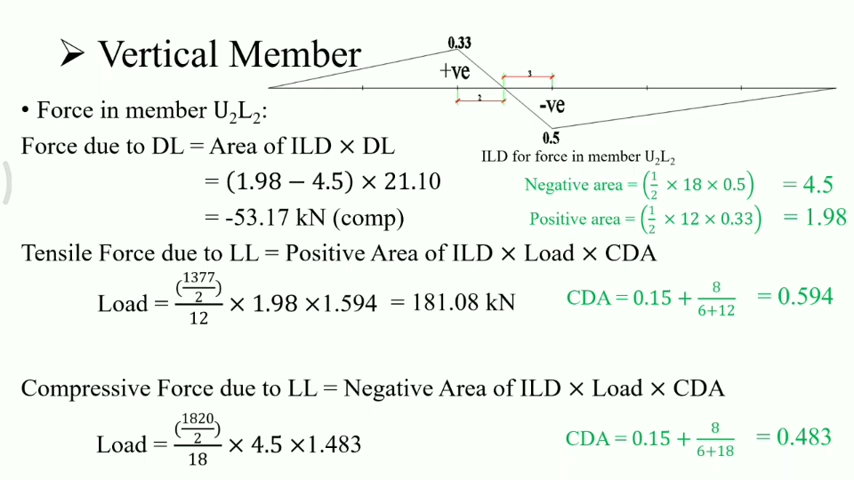 ➢ Vertical Member
0.33
+ve
3
2
-ve
0.5
ILD for force in member U₂L₂
• Force in member U₂L₂:
Force due to DL = Area of ILD × DL
= (1.98 − 4.5) × 21.10
= -53.17 kN (comp)
Negative area = (1/2 × 18 × 0.5) = 4.5
Positive area = (1/2 × 12 × 0.33) = 1.98
Tensile Force due to LL = Positive Area of ILD × Load × CDA
Load = (1377/2)/12 × 1.98 ×1.594 = 181.08 kN
CDA = 0.15 + 8/(6+12) = 0.594
Compressive Force due to LL = Negative Area of ILD × Load × CDA
Load = (1820/2)/18 × 4.5 ×1.483
CDA = 0.15 + 8/(6+18) = 0.483